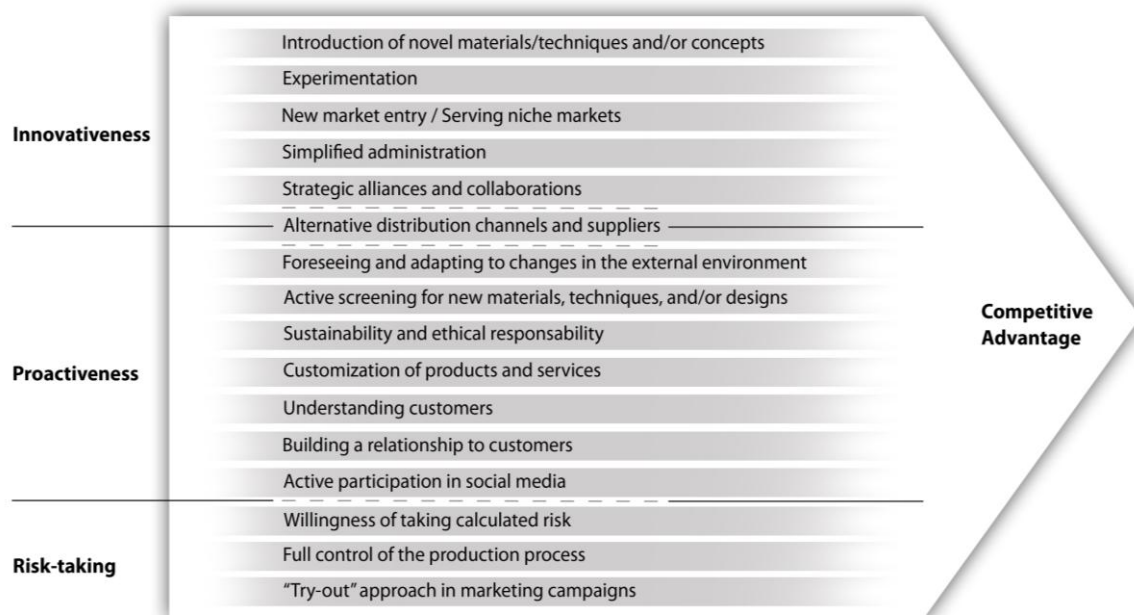 Introduction of novel materials/techniques and/or concepts
Experimentation
New market entry / Serving niche markets
Innovativeness
Simplified administration
Strategic alliances and collaborations
Alternative distribution channels and suppliers
Foreseeing and adapting to changes in the external environment
Active screening for new materials, techniques, and/or designs
Competitive
Advantage
Sustainability and ethical responsability
Proactiveness
Customization of products and services
Understanding customers
Building a relationship to customers
Active participation in social media
Willingness of taking calculated risk
Risk-taking
Full control of the production process
“Try-out” approach in marketing campaigns